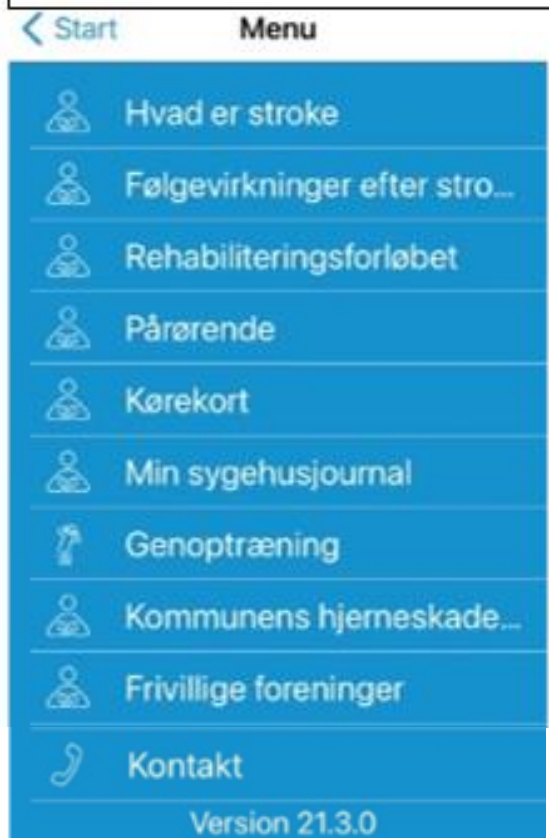 Start Menu
Hvad er stroke
Følgevirkninger efter stro...
Rehabiliteringsforløbet
Pårørende
Kørekort
Min sygehusjournal
Genoptræning
Kommunens hjerneskade...
Frivillige foreninger
Kontakt
Version 21.3.0